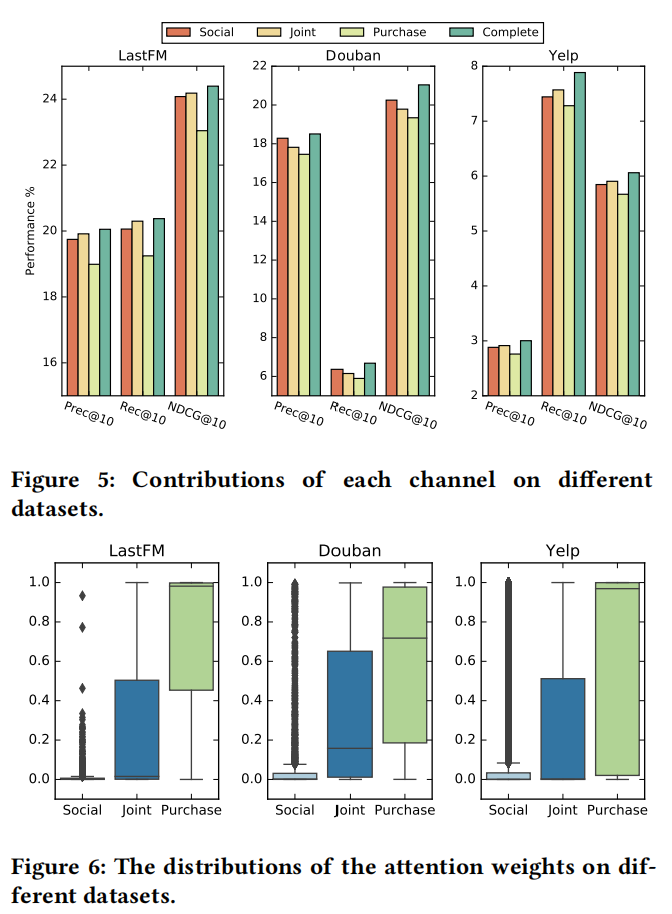 Social Joint Purchase Complete
LastFM Douban Yelp
Performance %
24
22
20
18
16
Prec@10 Rec@10 NDCG@10
22
20
18
16
14
12
10
8
6
Prec@10 Rec@10 NDCG@10
8
7
6
5
4
3
2
Prec@10 Rec@10 NDCG@10
Figure 5: Contributions of each channel on different
datasets.
LastFM Douban Yelp
1.0
0.8
0.6
0.4
0.2
0.0
Social Joint Purchase
1.0
0.8
0.6
0.4
0.2
0.0
Social Joint Purchase
1.0
0.8
0.6
0.4
0.2
0.0
Social Joint Purchase
Figure 6: The distributions of the attention weights on dif-
ferent datasets.